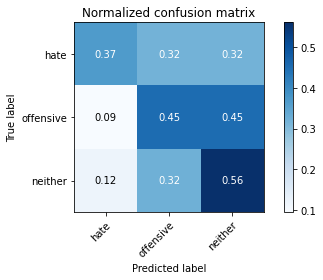 Normalized confusion matrix
True label
hate
0.37 0.32 0.32
offensive
0.09 0.45 0.45
neither
0.12 0.32 0.56
hate
offensive
neither
Predicted label
0.5
0.4
0.3
0.2
0.1